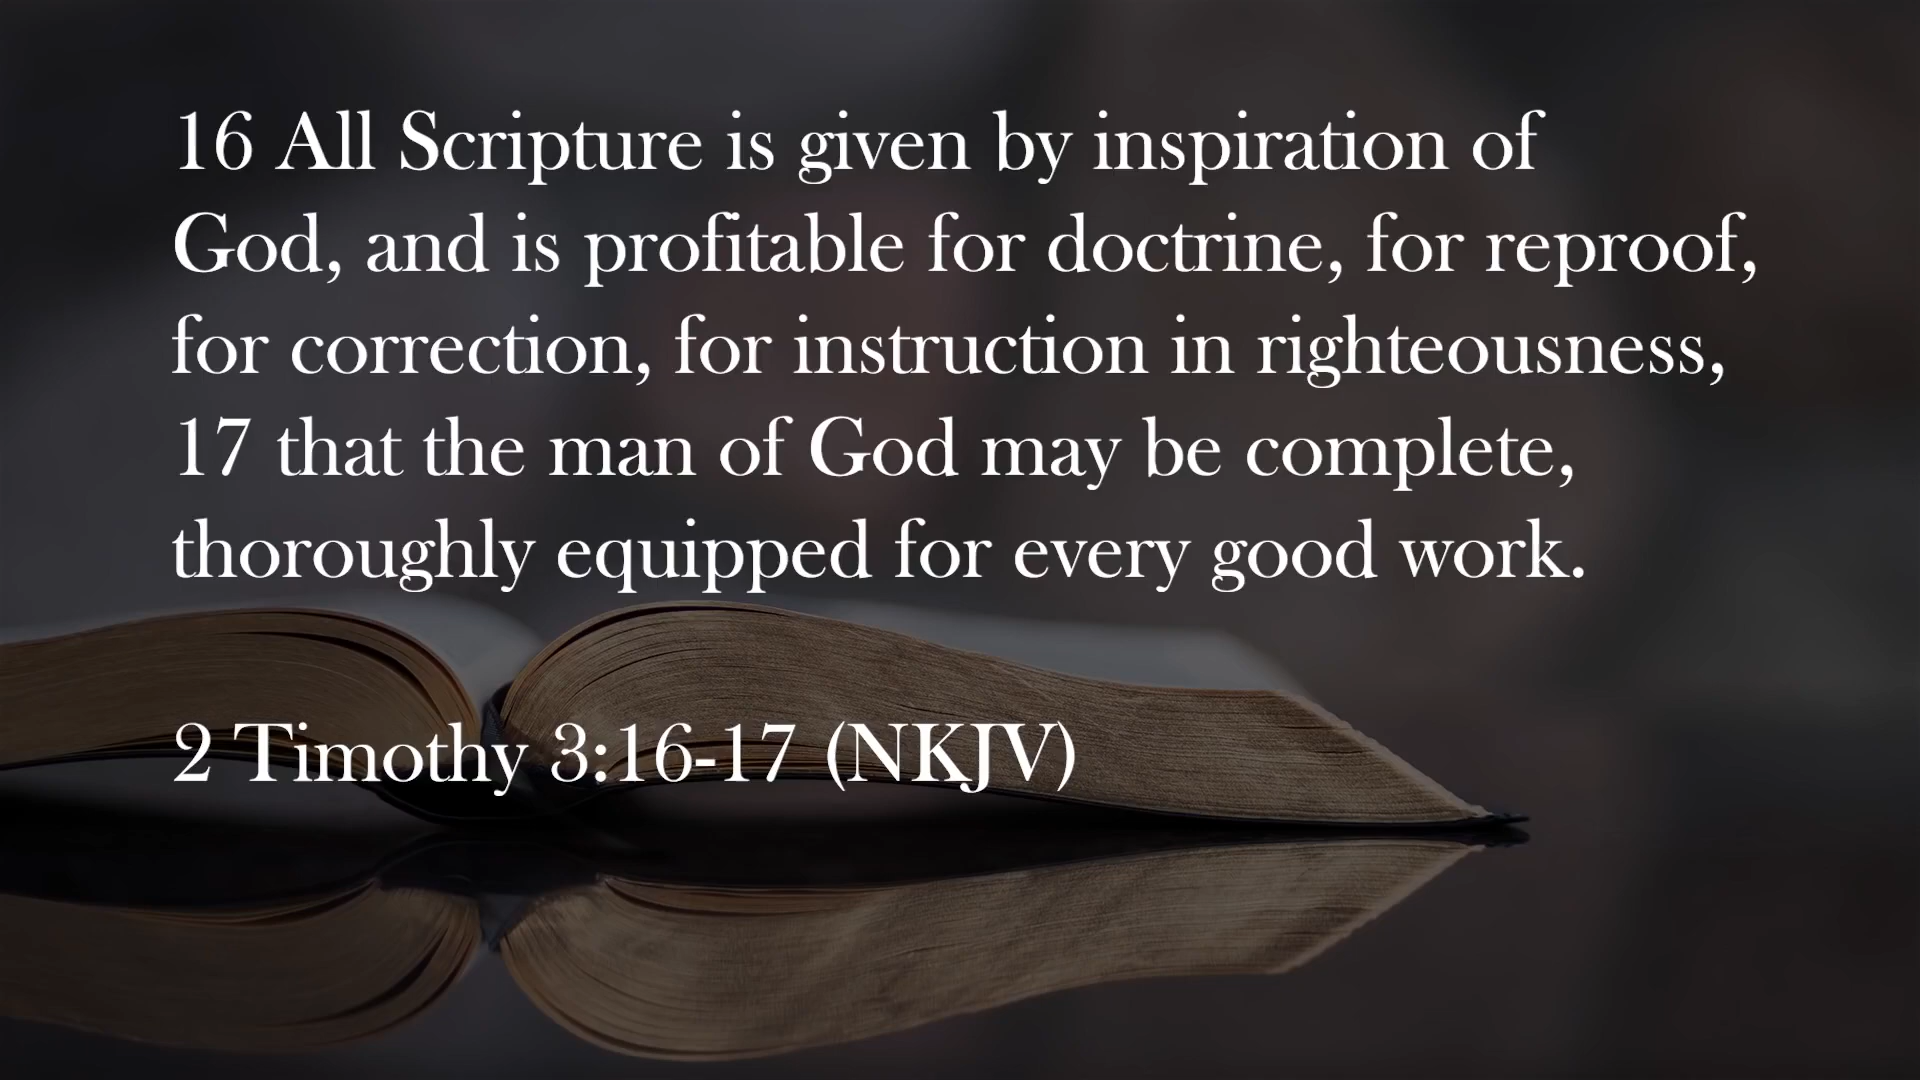 16 All Scripture is given by inspiration of
God, and is profitable for doctrine, for reproof,
for correction, for instruction in righteousness,
17 that the man of God may be complete,
thoroughly equipped for every good work.
2 Timothy 3:16-17 (NKJV)